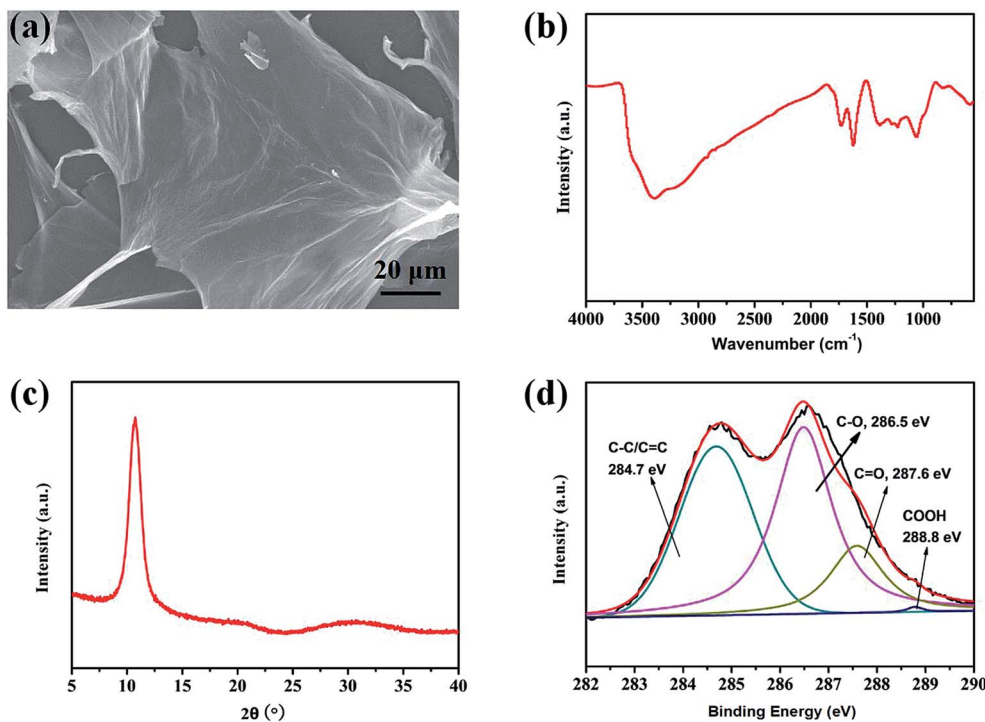 (a)
20 μm
(b)
Intensity (a.u.)
4000 3500 3000 2500 2000 1500 1000
Wavenumber (cm⁻¹)
(c)
Intensity (a.u.)
5 10 15 20 25 30 35 40
2θ (°)
(d)
Intensity (a.u.)
C-C/C=C
284.7 eV
C-O, 286.5 eV
C=O, 287.6 eV
COOH
288.8 eV
282 283 284 285 286 287 288 289 290
Binding Energy (eV)